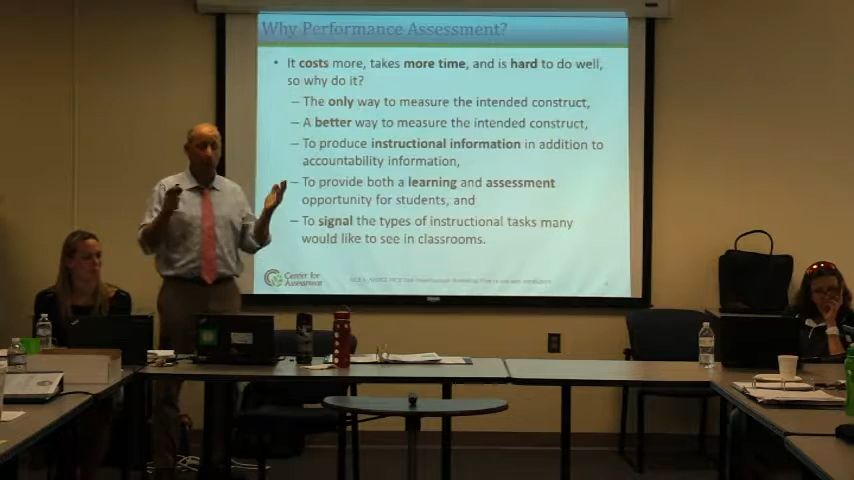 Why Performance Assessment?
• It costs more, takes more time, and is hard to do well,
so why do it?
– The only way to measure the intended construct,
– A better way to measure the intended construct,
– To produce instructional information in addition to
accountability information,
– To provide both a learning and assessment
opportunity for students, and
– To signal the types of instructional tasks many
would like to see in classrooms.
Center for
Assessment